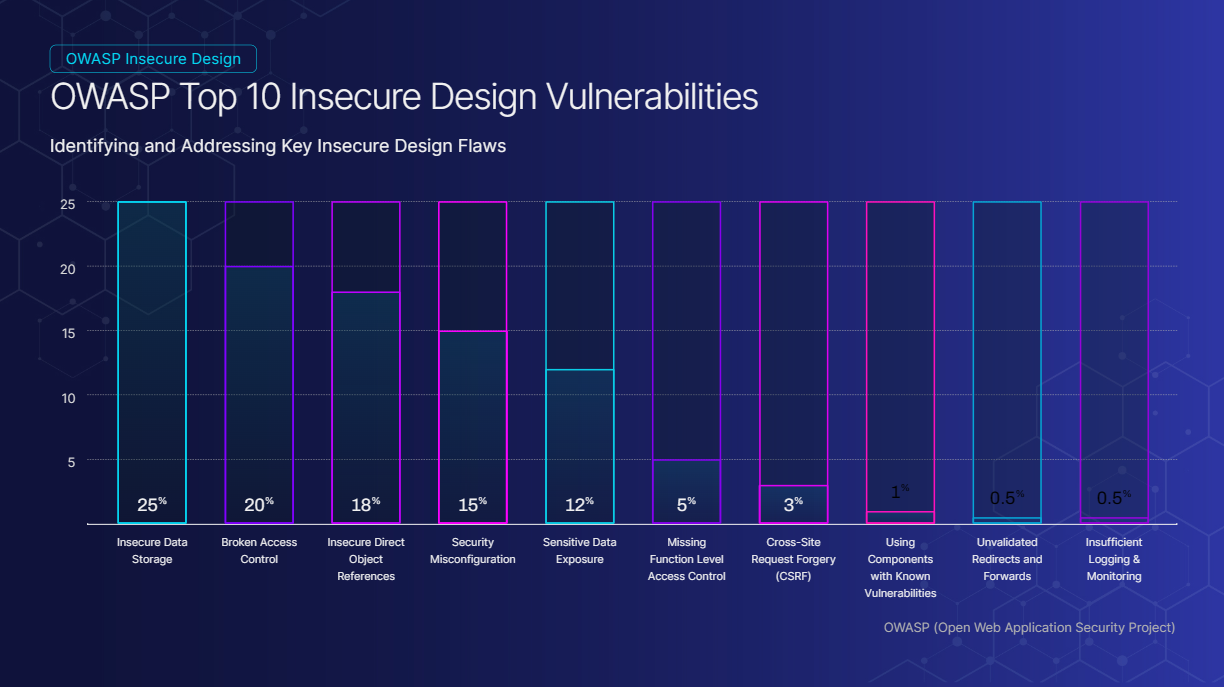 OWASP Insecure Design
OWASP Top 10 Insecure Design Vulnerabilities
Identifying and Addressing Key Insecure Design Flaws
25
20
15
10
5
25%
20%
18%
15%
12%
5%
3%
1%
0.5%
0.5%
Insecure Data
Storage
Broken Access
Control
Insecure Direct
Object
References
Security
Misconfiguration
Sensitive Data
Exposure
Missing
Function Level
Access Control
Cross-Site
Request Forgery
(CSRF)
Using
Components
with Known
Vulnerabilities
Unvalidated
Redirects and
Forwards
Insufficient
Logging &
Monitoring
OWASP (Open Web Application Security Project)